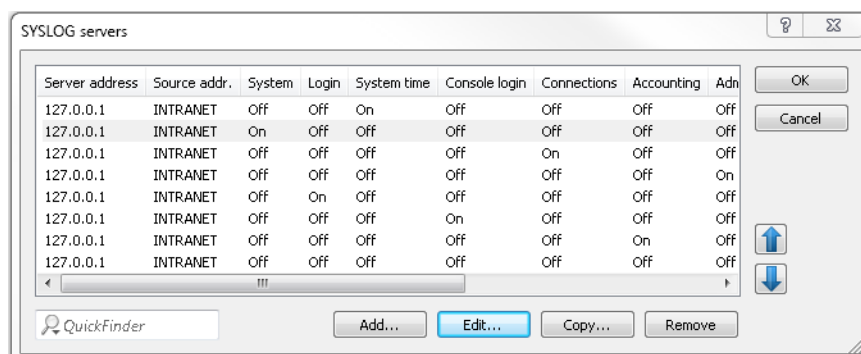 SYSLOG servers
Server address Source addr. System Login System time Console login Connections Accounting Adn
127.0.0.1 INTRANET Off Off On Off Off Off Off
127.0.0.1 INTRANET On Off Off Off Off Off Off
127.0.0.1 INTRANET Off Off Off Off On Off Off
127.0.0.1 INTRANET Off Off Off Off Off Off On
127.0.0.1 INTRANET Off On Off Off Off Off Off
127.0.0.1 INTRANET Off Off Off On Off Off Off
127.0.0.1 INTRANET Off Off Off Off Off On Off
127.0.0.1 INTRANET Off Off Off Off Off Off Off
OK
Cancel
QuickFinder
Add...
Edit...
Copy...
Remove